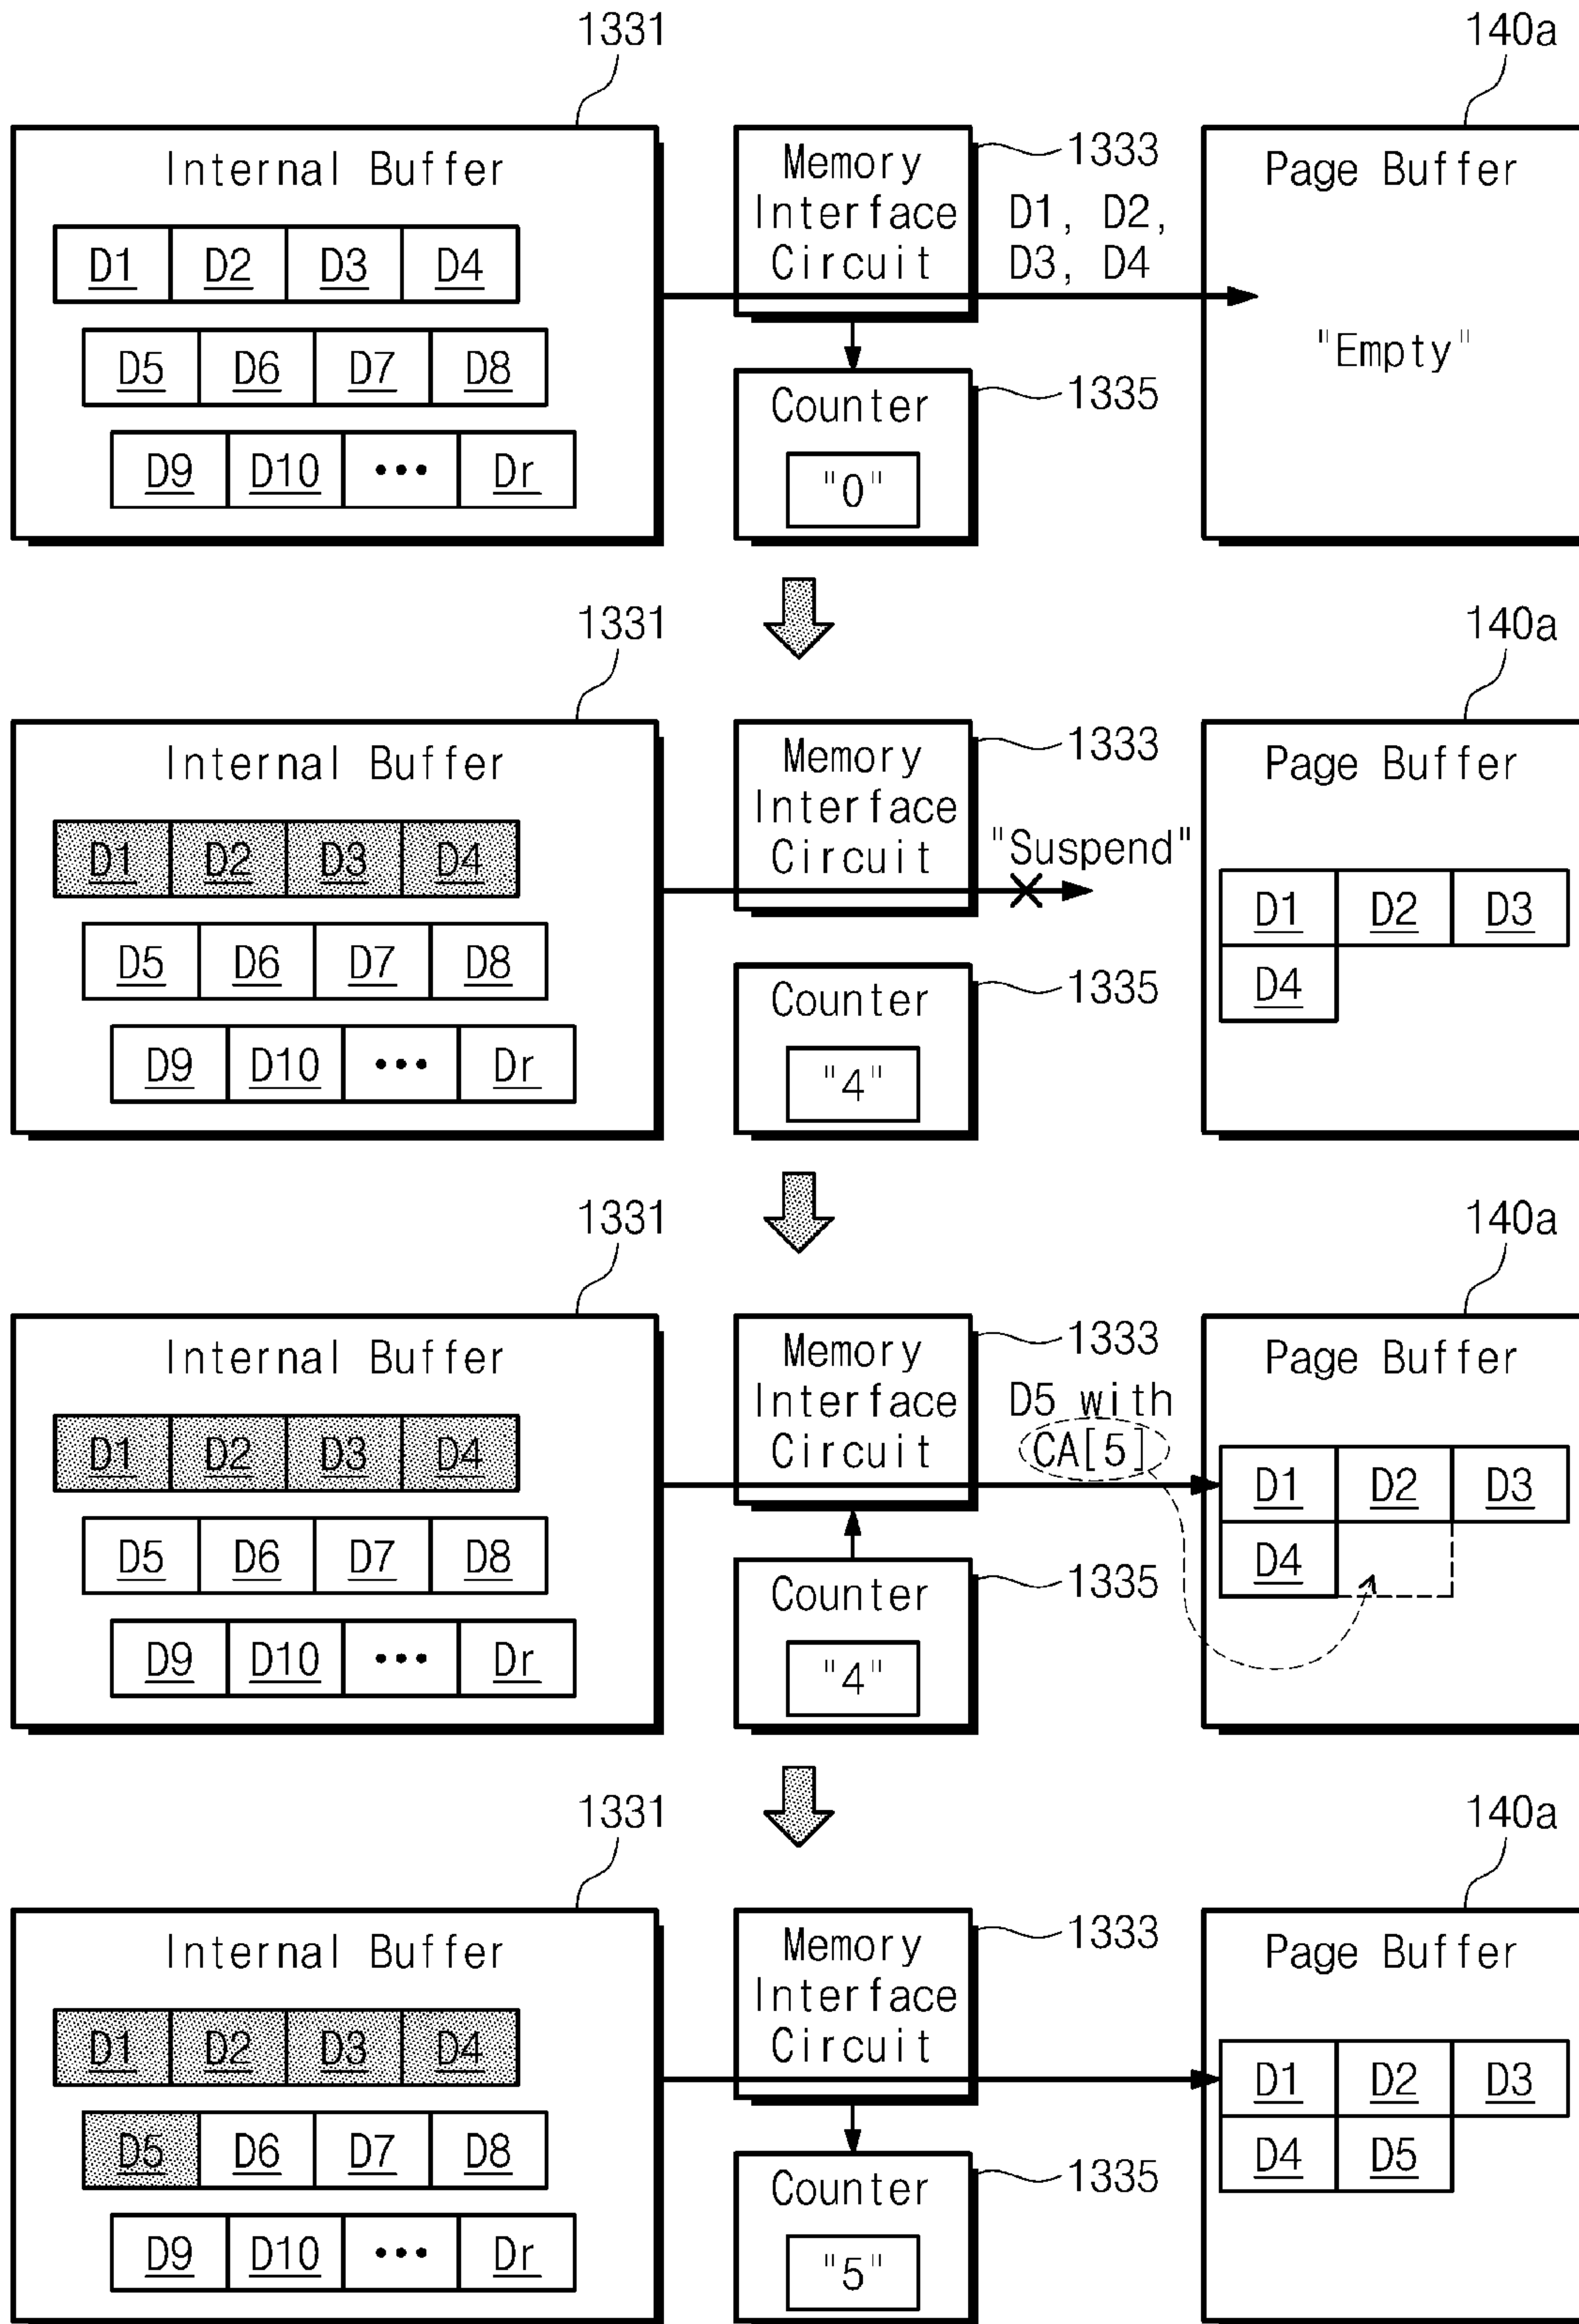 1331
140a
Internal Buffer
D1 D2 D3 D4
D5 D6 D7 D8
D9 D10 ••• Dr
Memory
Interface
Circuit
1333
D1, D2,
D3, D4
Counter
"0"
1335
Page Buffer
"Empty"
1331
140a
Internal Buffer
D1 D2 D3 D4
D5 D6 D7 D8
D9 D10 ••• Dr
Memory
Interface
Circuit
1333
"Suspend"
Counter
"4"
1335
Page Buffer
D1 D2 D3
D4
1331
140a
Internal Buffer
D1 D2 D3 D4
D5 D6 D7 D8
D9 D10 ••• Dr
Memory
Interface
Circuit
1333
D5 with
CA[5]
Counter
"4"
1335
Page Buffer
D1 D2 D3
D4
1331
140a
Internal Buffer
D1 D2 D3 D4
D5 D6 D7 D8
D9 D10 ••• Dr
Memory
Interface
Circuit
1333
Counter
"5"
1335
Page Buffer
D1 D2 D3
D4 D5